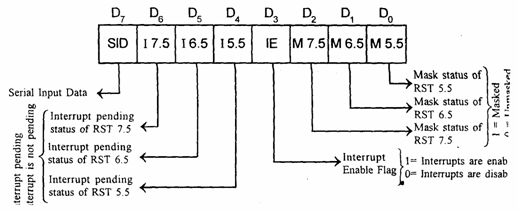 D7 D6 D5 D4 D3 D2 D1 D0
SID I 7.5 I 6.5 I 5.5 IE M 7.5 M 6.5 M 5.5
Serial Input Data
Interrupt pending
status of RST 7.5
Interrupt pending
status of RST 6.5
Interrupt pending
status of RST 5.5
Interrupt
Enable Flag
1= Interrupts are enab
0= Interrupts are disab
Mask status of
RST 5.5
Mask status of
RST 6.5
Mask status of
RST 7.5
1 = Masked
0 = Unmasked
nterrupt pending
nterrupt is not pending